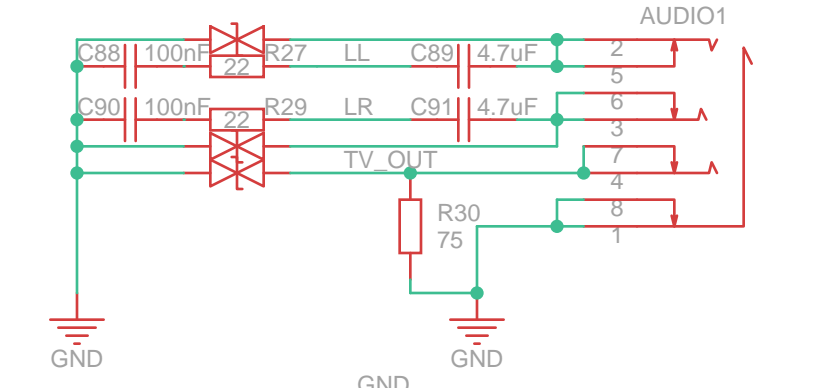 AUDIO1
C88 100nF R27 LL C89 4.7uF 2
22
5
C90 100nF R29 LR C91 4.7uF 6
22
3
TV_OUT 7
4
R30 8
75 1
GND GND
GND